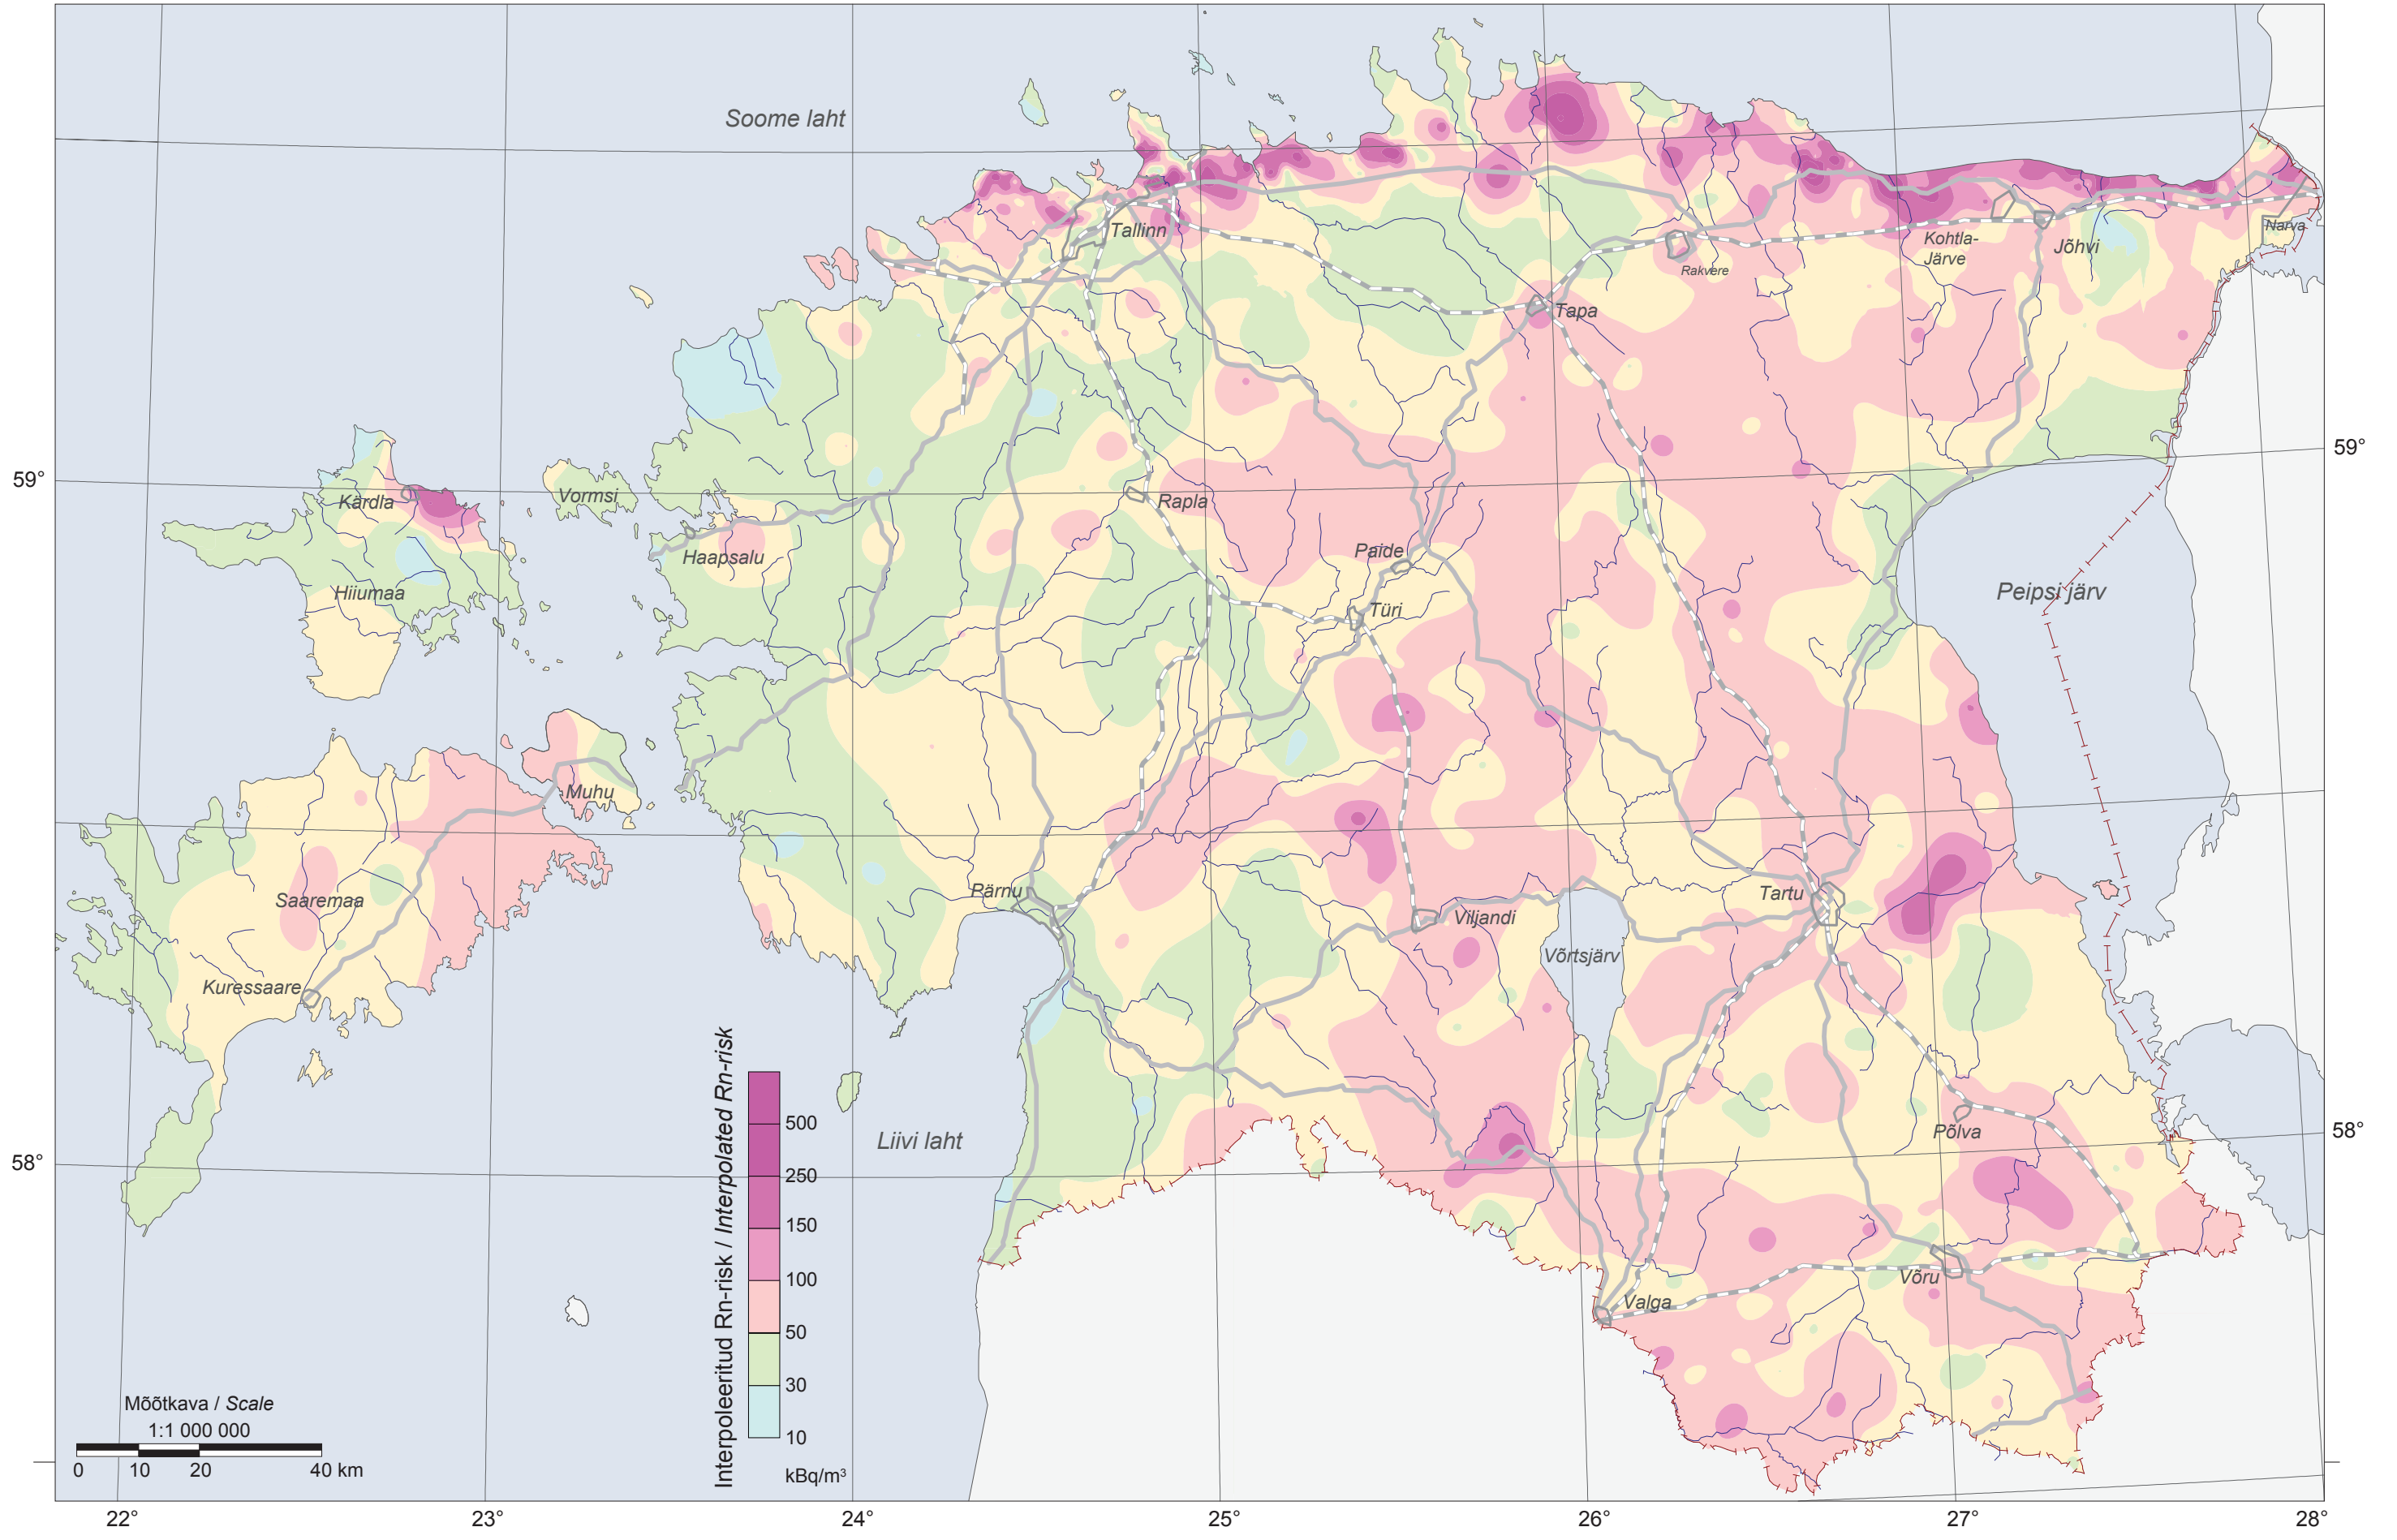 Soome laht
Tallinn
Narva
Kohtla-
Järve
Jõhvi
Rakvere
Tapa
59°
59°
Kärdla
Vormsi
Rapla
Haapsalu
Paide
Hiiumaa
Peipsi järv
Türi
Muhu
Pärnu
Tartu
Saaremaa
Viljandi
Võrtsjärv
Kuressaare
Liivi laht
Põlva
58°
58°
Võru
Valga
Interpoleeritud Rn-risk / Interpolated Rn-risk
500
250
150
100
50
30
10
kBq/m³
Mõõtkava / Scale
1:1 000 000
0 10 20 40 km
22° 23° 24° 25° 26° 27° 28°